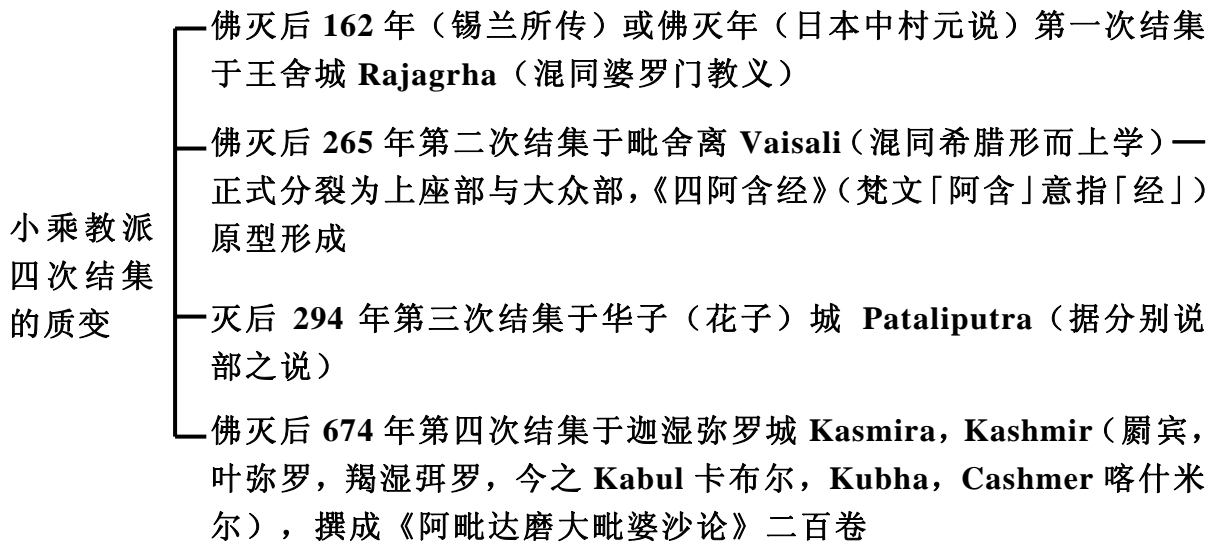 小乘教派
四次结集
的质变
佛灭后 162 年（锡兰所传）或佛灭年（日本中村元说）第一次结集
于王舍城 Rajagrha（混同婆罗门教义）
佛灭后 265 年第二次结集于毗舍离 Vaisali（混同希腊形而上学）—
正式分裂为上座部与大众部，《四阿含经》（梵文「阿含」意指「经」）
原型形成
灭后 294 年第三次结集于华子（花子）城 Pataliputra（据分别说
部之说）
佛灭后 674 年第四次结集于迦湿弥罗城 Kasmira，Kashmir（罽宾，
叶弥罗，羯湿弭罗，今之 Kabul 卡布尔，Kubha，Cashmer 喀什米
尔），撰成《阿毗达磨大毗婆沙论》二百卷